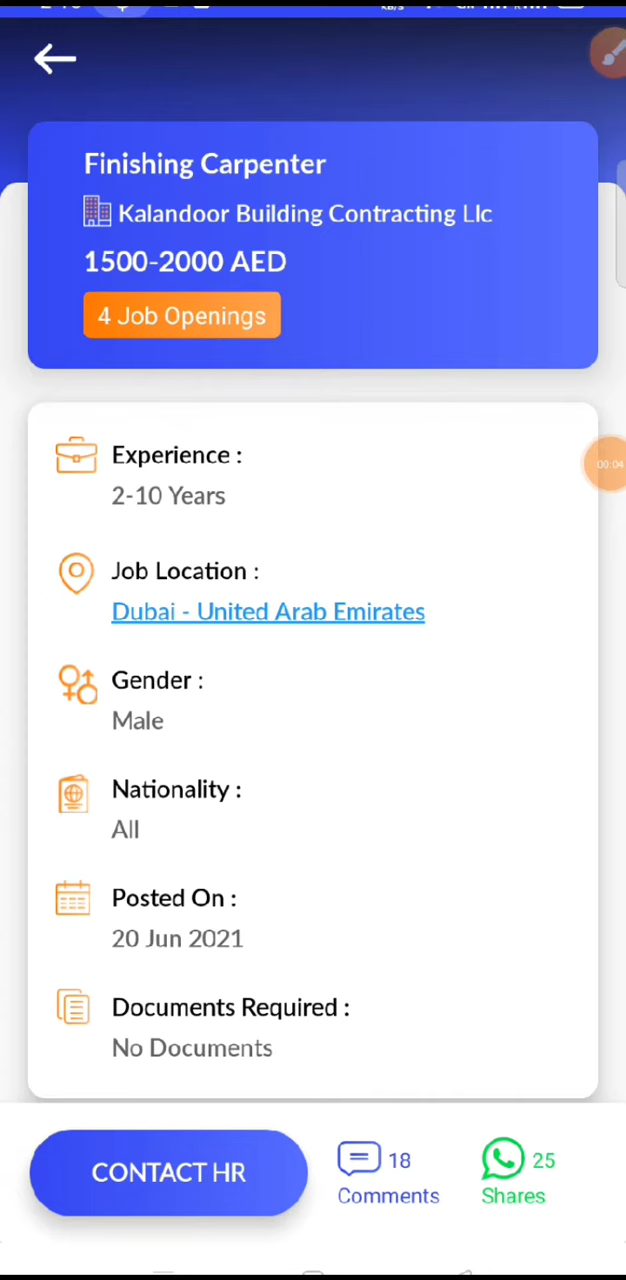 Finishing Carpenter
Kalandoor Building Contracting Llc
1500-2000 AED
4 Job Openings
Experience :
2-10 Years
00:04
Job Location :
Dubai - United Arab Emirates
Gender :
Male
Nationality :
All
Posted On :
20 Jun 2021
Documents Required :
No Documents
CONTACT HR
18
Comments
25
Shares